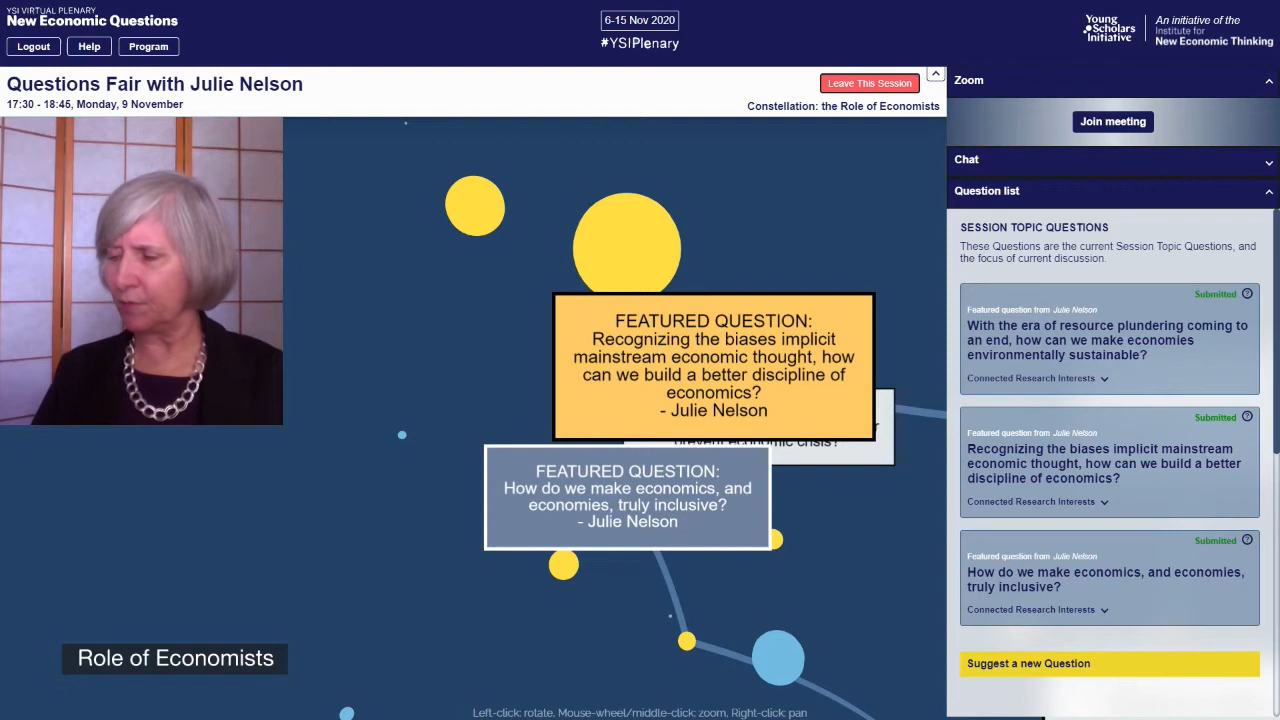 YSI VIRTUAL PLENARY
New Economic Questions
Logout
Help
Program
6-15 Nov 2020
#YSIPlenary
Young
Scholars
Initiative
An initiative of the
Institute for
New Economic Thinking
Questions Fair with Julie Nelson
17:30 - 18:45, Monday, 9 November
Leave This Session
Constellation: the Role of Economists
FEATURED QUESTION:
Recognizing the biases implicit
mainstream economic thought, how
can we build a better discipline of
economics?
- Julie Nelson
prevent economic crisis?
FEATURED QUESTION:
How do we make economics, and
economies, truly inclusive?
- Julie Nelson
Role of Economists
Left-click: rotate, Mouse-wheel/middle-click: zoom, Right-click: pan
Zoom
Join meeting
Chat
Question list
SESSION TOPIC QUESTIONS
These Questions are the current Session Topic Questions, and
the focus of current discussion.
Submitted ?
Featured question from Julie Nelson
With the era of resource plundering coming to
an end, how can we make economies
environmentally sustainable?
Connected Research Interests
Submitted ?
Featured question from Julie Nelson
Recognizing the biases implicit mainstream
economic thought, how can we build a better
discipline of economics?
Connected Research Interests
Submitted ?
Featured question from Julie Nelson
How do we make economics, and economies,
truly inclusive?
Connected Research Interests
Suggest a new Question